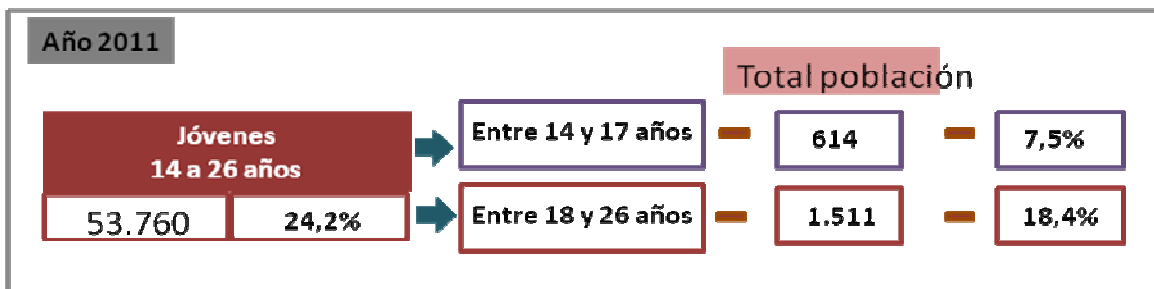 Año 2011
Total población
Jóvenes
14 a 26 años
Entre 14 y 17 años
614
7,5%
53.760
24,2%
Entre 18 y 26 años
1.511
18,4%